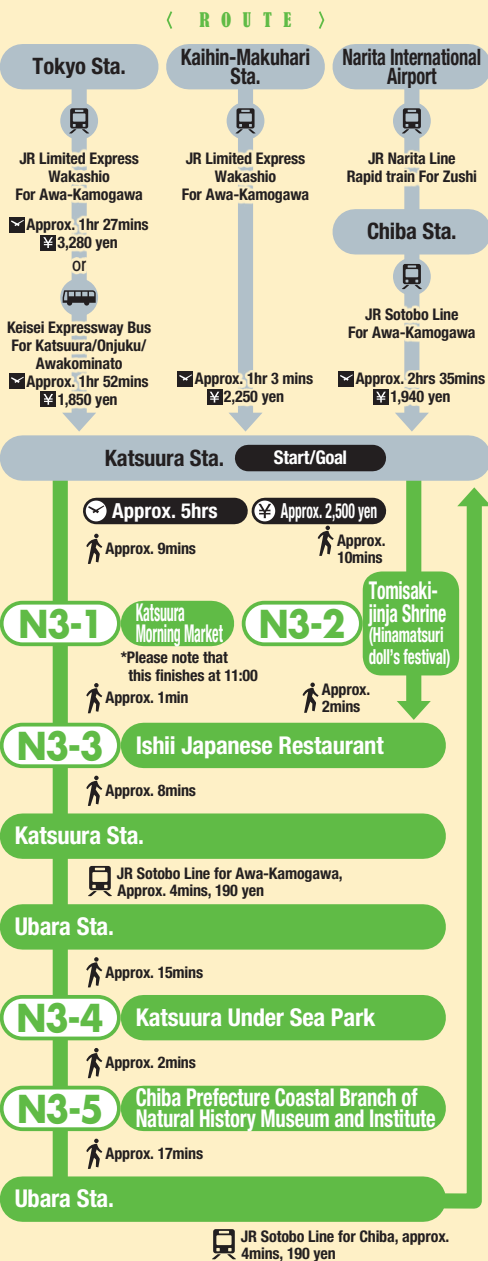 〈 ROUTE 〉
Tokyo Sta.
JR Limited Express
Wakashio
For Awa-Kamogawa
Approx. 1hr 27mins
¥3,280 yen
or
Keisei Expressway Bus
For Katsuura/Onjuku/
Awakominato
Approx. 1hr 52mins
¥1,850 yen
Kaihin-Makuhari
Sta.
JR Limited Express
Wakashio
For Awa-Kamogawa
Approx. 1hr 3 mins
¥2,250 yen
Narita International
Airport
JR Narita Line
Rapid train For Zushi
Chiba Sta.
JR Sotobo Line
For Awa-Kamogawa
Approx. 2hrs 35mins
¥1,940 yen
Katsuura Sta. Start/Goal
Approx. 5hrs ¥ Approx. 2,500 yen
Approx. 9mins
Approx.
10mins
N3-1 Katsuura
Morning Market
*Please note that
this finishes at 11:00
Approx. 1min
N3-2 Tomisaki-
jinja Shrine
(Hinamatsuri
doll's festival)
Approx.
2mins
N3-3 Ishii Japanese Restaurant
Approx. 8mins
Katsuura Sta.
JR Sotobo Line for Awa-Kamogawa,
Approx. 4mins, 190 yen
Ubara Sta.
Approx. 15mins
N3-4 Katsuura Under Sea Park
Approx. 2mins
N3-5 Chiba Prefecture Coastal Branch of
Natural History Museum and Institute
Approx. 17mins
Ubara Sta.
JR Sotobo Line for Chiba, approx.
4mins, 190 yen